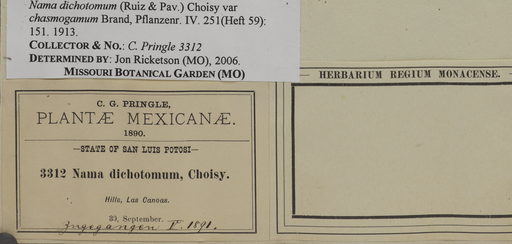 Nama dichotomum (Ruiz & Pav.) Choisy var
chasmogamum Brand, Pflanzenr. IV. 251(Heft 59):
151. 1913.
COLLECTOR & No.: C. Pringle 3312
DETERMINED BY: Jon Ricketson (MO), 2006.
MISSOURI BOTANICAL GARDEN (MO)
HERBARIUM REGIUM MONACENSE.
C. G. PRINGLE,
PLANTÆ MEXICANÆ.
1890.
—STATE OF SAN LUIS POTOSI—
3312 Nama dichotomum, Choisy.
Hills, Las Canoas.
30, September.
Ingegangen V. 1891.